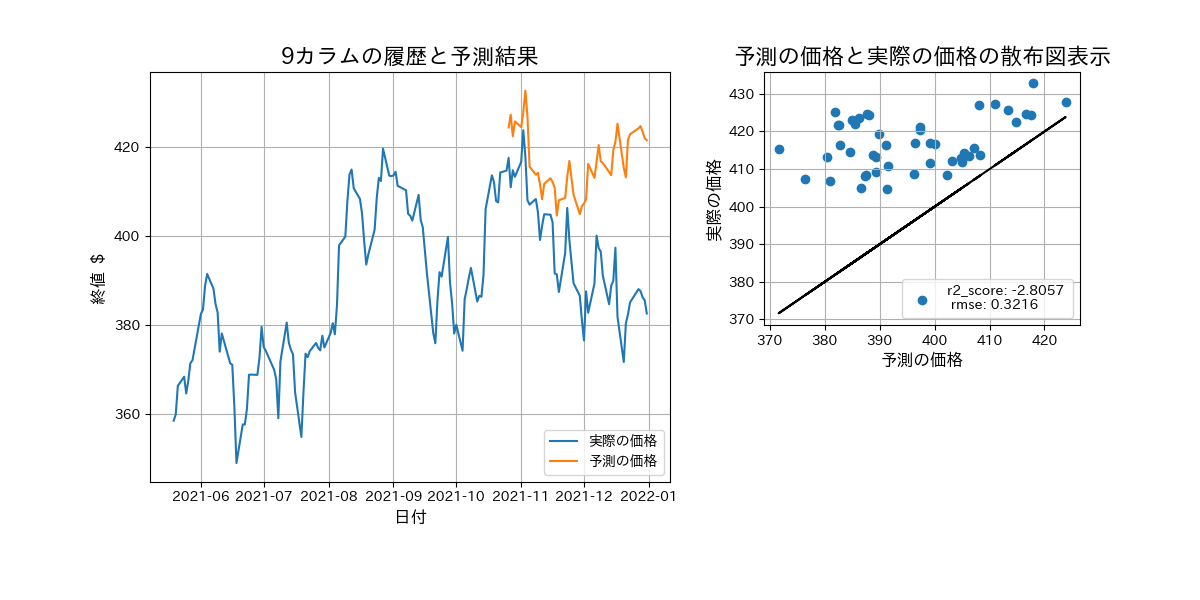 9カラムの履歴と予測結果
終値 $
420
400
380
360
2021-06 2021-07 2021-08 2021-09 2021-10 2021-11 2021-12 2022-01
日付
実際の価格
予測の価格
予測の価格と実際の価格の散布図表示
実際の価格
430
420
410
400
390
380
370
370 380 390 400 410 420
予測の価格
r2_score: -2.8057
rmse: 0.3216